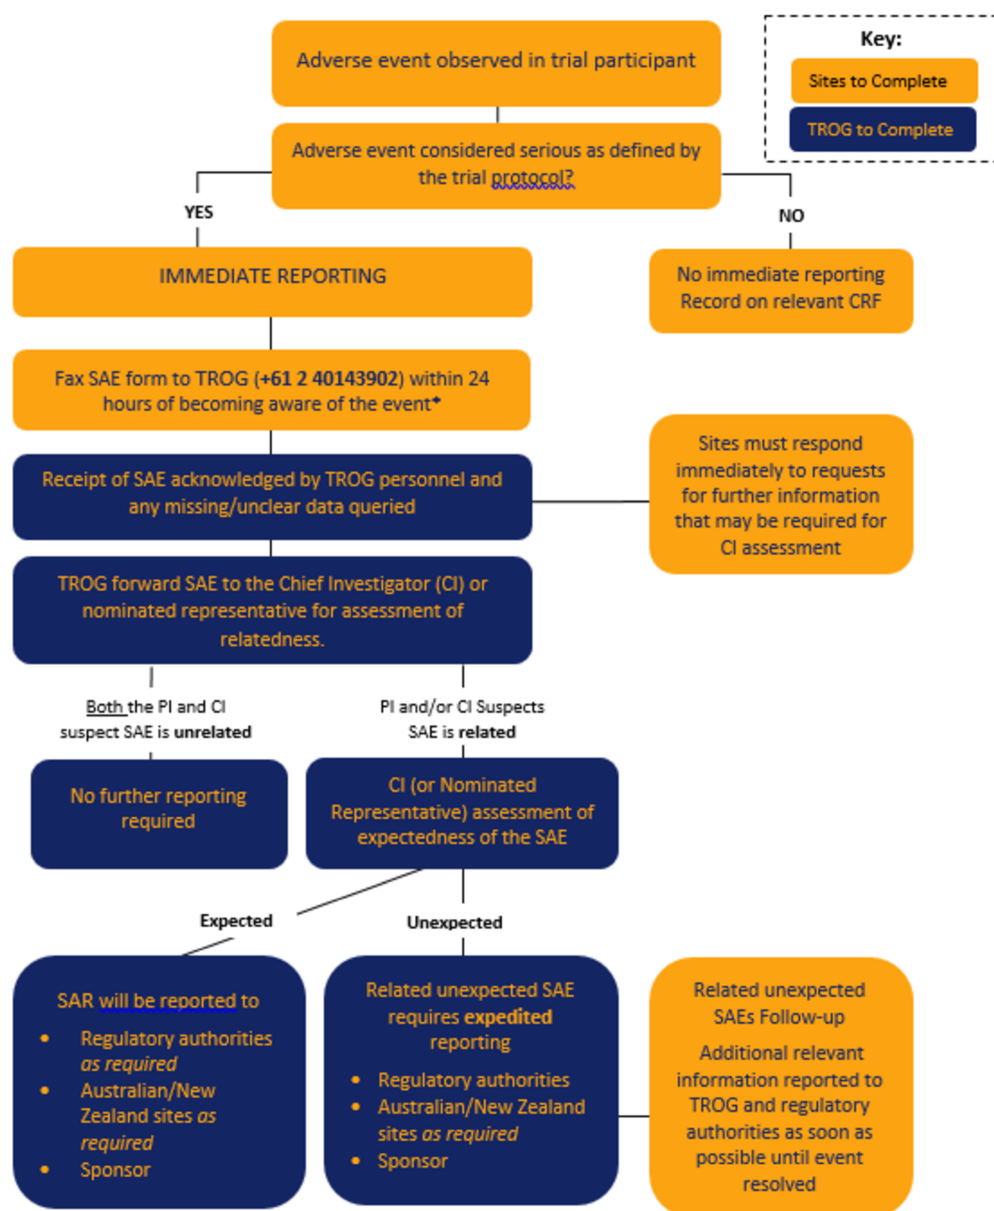 Adverse event observed in trial participant
Key:
Sites to Complete
TROG to Complete
Adverse event considered serious as defined by
the trial protocol?
YES
NO
IMMEDIATE REPORTING
No immediate reporting
Record on relevant CRF
Fax SAE form to TROG (+61 2 40143902) within 24
hours of becoming aware of the event*
Receipt of SAE acknowledged by TROG personnel and
any missing/unclear data queried
Sites must respond
immediately to requests
for further information
that may be required for
CI assessment
TROG forward SAE to the Chief Investigator (CI) or
nominated representative for assessment of
relatedness.
Both the PI and CI
suspect SAE is unrelated
PI and/or CI Suspects
SAE is related
No further reporting
required
CI (or Nominated
Representative) assessment of
expectedness of the SAE
Expected
Unexpected
SAR will be reported to
• Regulatory authorities
as required
• Australian/New
Zealand sites as
required
• Sponsor
Related unexpected SAE
requires expedited
reporting
• Regulatory authorities
• Australian/New Zealand
sites as required
• Sponsor
Related unexpected
SAEs Follow-up
Additional relevant
information reported to
TROG and regulatory
authorities as soon as
possible until event
resolved